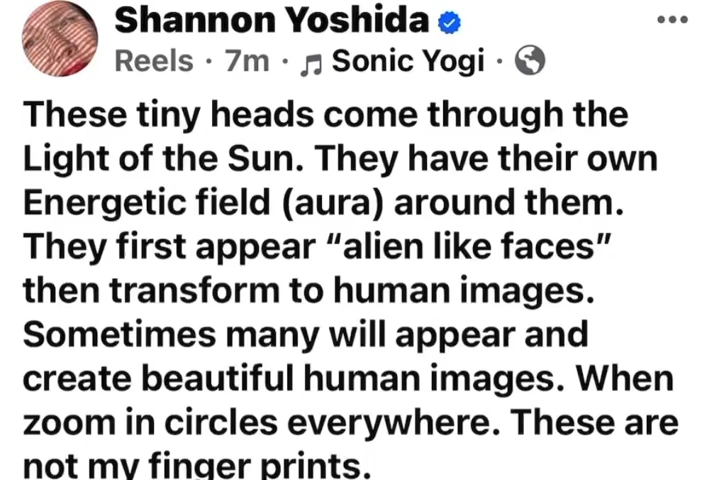 Shannon Yoshida
Reels · 7m · Sonic Yogi ·
These tiny heads come through the
Light of the Sun. They have their own
Energetic field (aura) around them.
They first appear “alien like faces”
then transform to human images.
Sometimes many will appear and
create beautiful human images. When
zoom in circles everywhere. These are
not my finger prints.